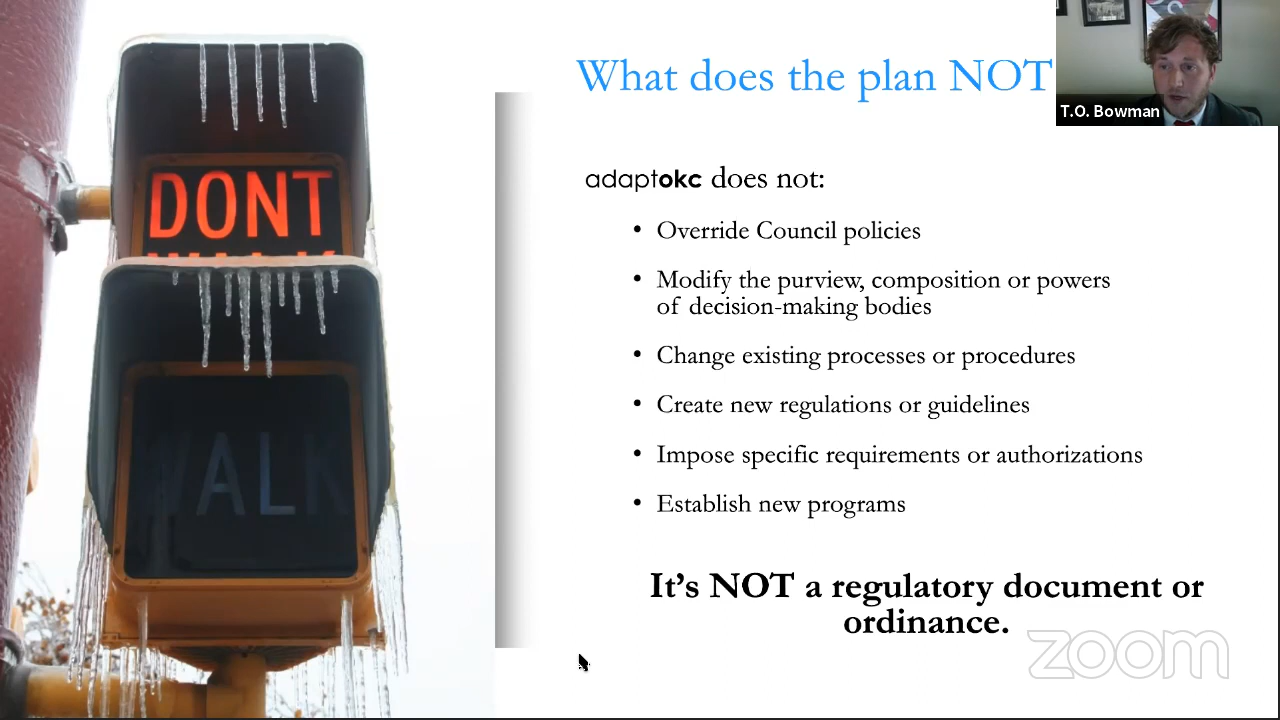 What does the plan NOT
T.O. Bowman
DONT
WALK
adaptokc does not:
• Override Council policies
• Modify the purview, composition or powers
of decision-making bodies
• Change existing processes or procedures
• Create new regulations or guidelines
• Impose specific requirements or authorizations
• Establish new programs
It's NOT a regulatory document or
ordinance.
zoom